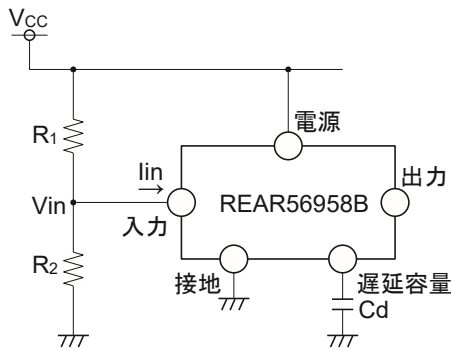 Vcc
R1
電源
Iin
→
出力
Vin
REAR56958B
入力
R2
接地
遅延容量
Cd